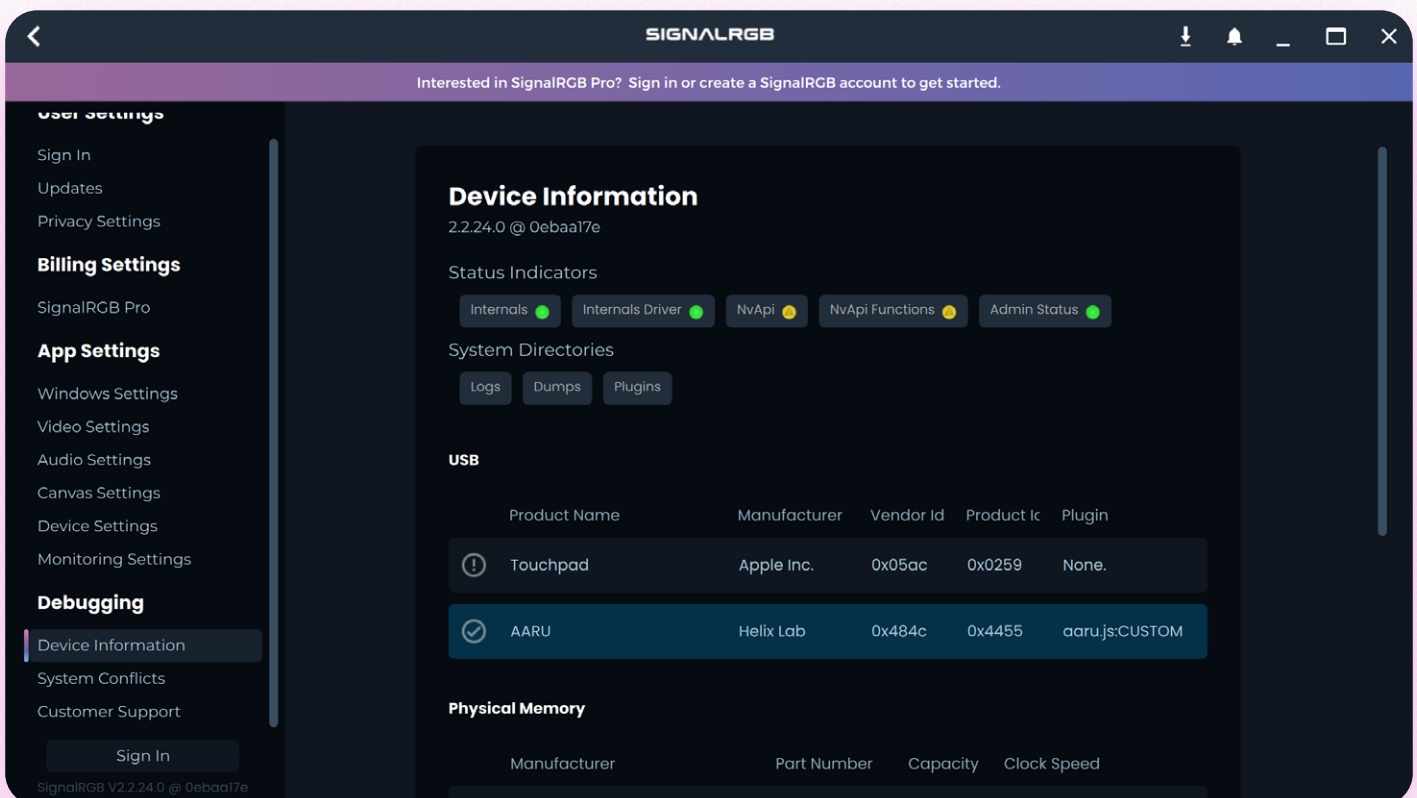 SIGNALRGB
Interested in SignalRGB Pro? Sign in or create a SignalRGB account to get started.
User Settings
Sign In
Updates
Privacy Settings
Billing Settings
SignalRGB Pro
App Settings
Windows Settings
Video Settings
Audio Settings
Canvas Settings
Device Settings
Monitoring Settings
Debugging
Device Information
System Conflicts
Customer Support
Sign In
SignalRGB V2.2.24.0 @ 0ebaa17e
Device Information
2.2.24.0 @ 0ebaa17e
Status Indicators
Internals Internals Driver NvApi NvApi Functions Admin Status
System Directories
Logs Dumps Plugins
USB
Product Name Manufacturer Vendor Id Product Ic Plugin
Touchpad Apple Inc. 0x05ac 0x0259 None.
AARU Helix Lab 0x484c 0x4455 aaru.js:CUSTOM
Physical Memory
Manufacturer Part Number Capacity Clock Speed